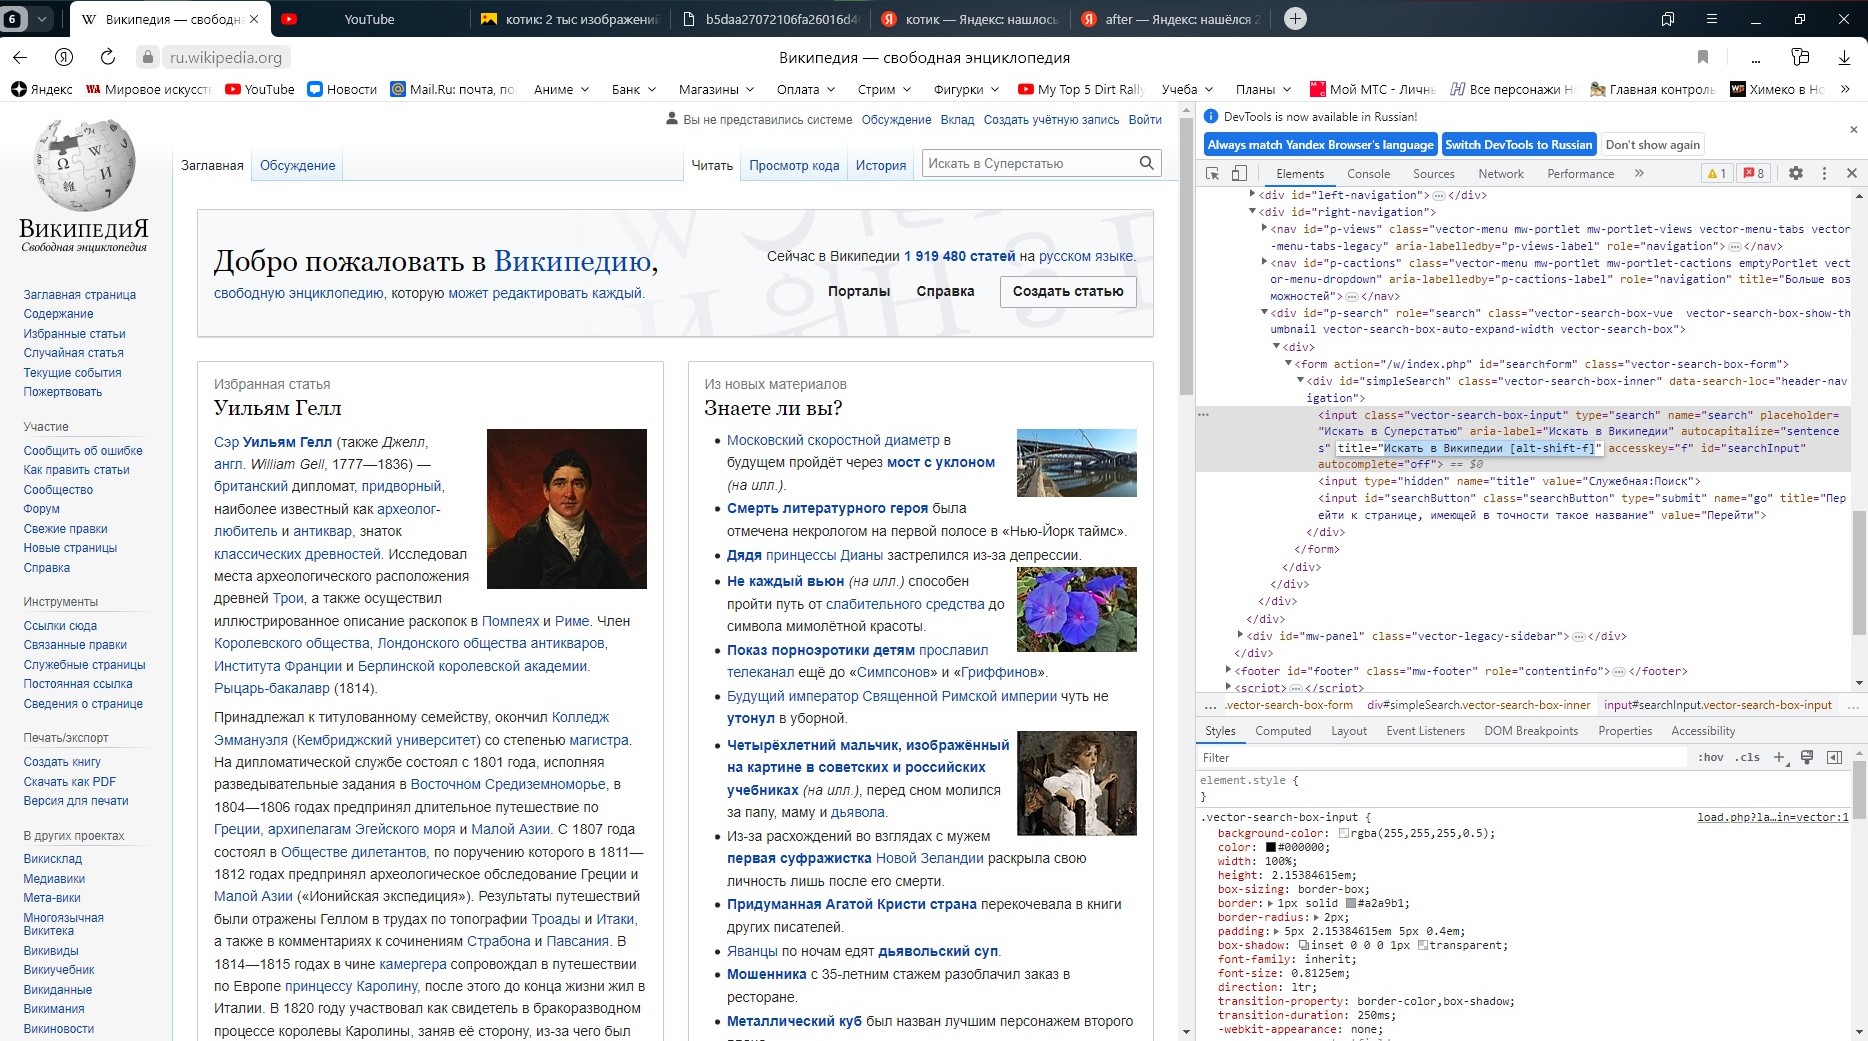 6
Википедия — свободна
YouTube
котик: 2 тыс изображений
b5daa27072106fa26016d4
котик — Яндекс: нашлось
after — Яндекс: нашёлся 2
ru.wikipedia.org
Википедия — свободная энциклопедия
Яндекс
Мировое искусст
YouTube
Новости
Mail.Ru: почта, по
Аниме
Банк
Магазины
Оплата
Стрим
Фигурки
My Top 5 Dirt Rally
Учеба
Планы
Мой МТС - Личн
Все персонажи Но
Главная контроль
Химеко в Но
ВикипедиЯ
Свободная энциклопедия
Вы не представились системе Обсуждение Вклад Создать учётную запись Войти
Заглавная Обсуждение
Читать Просмотр кода История
Искать в Суперстатью
Заглавная страница
Содержание
Избранные статьи
Случайная статья
Текущие события
Пожертвовать
Участие
Сообщить об ошибке
Как править статьи
Сообщество
Форум
Свежие правки
Новые страницы
Справка
Инструменты
Ссылки сюда
Связанные правки
Служебные страницы
Постоянная ссылка
Сведения о странице
Печать/экспорт
Создать книгу
Скачать как PDF
Версия для печати
В других проектах
Викисклад
Медиавики
Мета-вики
Многоязычная
Викитека
Викивиды
Викиучебник
Викиданные
Викимания
Викиновости
Добро пожаловать в Википедию,
свободную энциклопедию, которую может редактировать каждый.
Сейчас в Википедии 1 919 480 статей на русском языке.
Порталы Справка Создать статью
Избранная статья
Уильям Гелл
Сэр Уильям Гелл (также Джелл,
англ. William Gell, 1777—1836) —
британский дипломат, придворный,
наиболее известный как археолог-
любитель и антиквар, знаток
классических древностей. Исследовал
места археологического расположения
древней Трои, а также осуществил
иллюстрированное описание раскопок в Помпеях и Риме. Член
Королевского общества, Лондонского общества антикваров,
Института Франции и Берлинской королевской академии.
Рыцарь-бакалавр (1814).
Принадлежал к титулованному семейству, окончил Колледж
Эммануэля (Кембриджский университет) со степенью магистра.
На дипломатической службе состоял с 1801 года, исполняя
разведывательные задания в Восточном Средиземноморье, в
1804—1806 годах предпринял длительное путешествие по
Греции, архипелагам Эгейского моря и Малой Азии. С 1807 года
состоял в Обществе дилетантов, по поручению которого в 1811—
1812 годах предпринял археологическое обследование Греции и
Малой Азии («Ионийская экспедиция»). Результаты путешествий
были отражены Геллом в трудах по топографии Троады и Итаки,
а также в комментариях к сочинениям Страбона и Павсания. В
1814—1815 годах в чине камергера сопровождал в путешествии
по Европе принцессу Каролину, после этого до конца жизни жил в
Италии. В 1820 году участвовал как свидетель в бракоразводном
процессе королевы Каролины, заняв её сторону, из-за чего был
Из новых материалов
Знаете ли вы?
Московский скоростной диаметр в
будущем пройдёт через мост с уклоном
(на илл.).
Смерть литературного героя была
отмечена некрологом на первой полосе в «Нью-Йорк таймс».
Дядя принцессы Дианы застрелился из-за депрессии.
Не каждый вьюн (на илл.) способен
пройти путь от слабительного средства до
символа мимолётной красоты.
Показ порноэротики детям прославил
телеканал ещё до «Симпсонов» и «Гриффинов».
Будущий император Священной Римской империи чуть не
утонул в уборной.
Четырёхлетний мальчик, изображённый
на картине в советских и российских
учебниках (на илл.), перед сном молился
за папу, маму и дьявола.
Из-за расхождений во взглядах с мужем
первая суфражистка Новой Зеландии раскрыла свою
личность лишь после его смерти.
Придуманная Агатой Кристи страна перекочевала в книги
других писателей.
Яванцы по ночам едят дьявольский суп.
Мошенника с 35-летним стажем разоблачил заказ в
ресторане.
Металлический куб был назван лучшим персонажем второго
DevTools is now available in Russian!
Always match Yandex Browser's language Switch DevTools to Russian Don't show again
Elements Console Sources Network Performance » 1 8
<div id="left-navigation">…</div>
<div id="right-navigation">
<nav id="p-views" class="vector-menu mw-portlet mw-portlet-views vector-menu-tabs vector
-menu-tabs-legacy" aria-labelledby="p-views-label" role="navigation">…</nav>
<nav id="p-cactions" class="vector-menu mw-portlet mw-portlet-cactions emptyPortlet vect
or-menu-dropdown" aria-labelledby="p-cactions-label" role="navigation" title="Больше воз
можностей">…</nav>
<div id="p-search" role="search" class="vector-search-box-vue  vector-search-box-show-th
umbnail vector-search-box-auto-expand-width vector-search-box">
<div>
<form action="/w/index.php" id="searchform" class="vector-search-box-form">
<div id="simpleSearch" class="vector-search-box-inner" data-search-loc="header-nav
igation">
<input class="vector-search-box-input" type="search" name="search" placeholder=
"Искать в Суперстатью" aria-label="Искать в Википедии" autocapitalize="sentence
s" title="Искать в Википедии [alt-shift-f]" accesskey="f" id="searchInput"
autocomplete="off"> == $0
<input type="hidden" name="title" value="Служебная:Поиск">
<input id="searchButton" class="searchButton" type="submit" name="go" title="Пер
ейти к странице, имеющей в точности такое название" value="Перейти">
</div>
</form>
</div>
</div>
</div>
</div>
<div id="mw-panel" class="vector-legacy-sidebar">…</div>
</div>
<footer id="footer" class="mw-footer" role="contentinfo">…</footer>
<script>…</script>
... .vector-search-box-form div#simpleSearch.vector-search-box-inner input#searchInput.vector-search-box-input ...
Styles Computed Layout Event Listeners DOM Breakpoints Properties Accessibility
Filter :hov .cls +
element.style {
}
.vector-search-box-input { load.php?la…in=vector:1
background-color: rgba(255,255,255,0.5);
color: #000000;
width: 100%;
height: 2.15384615em;
box-sizing: border-box;
border: 1px solid #a2a9b1;
border-radius: 2px;
padding: 5px 2.15384615em 5px 0.4em;
box-shadow: inset 0 0 0 1px transparent;
font-family: inherit;
font-size: 0.8125em;
direction: ltr;
transition-property: border-color,box-shadow;
transition-duration: 250ms;
-webkit-appearance: none;